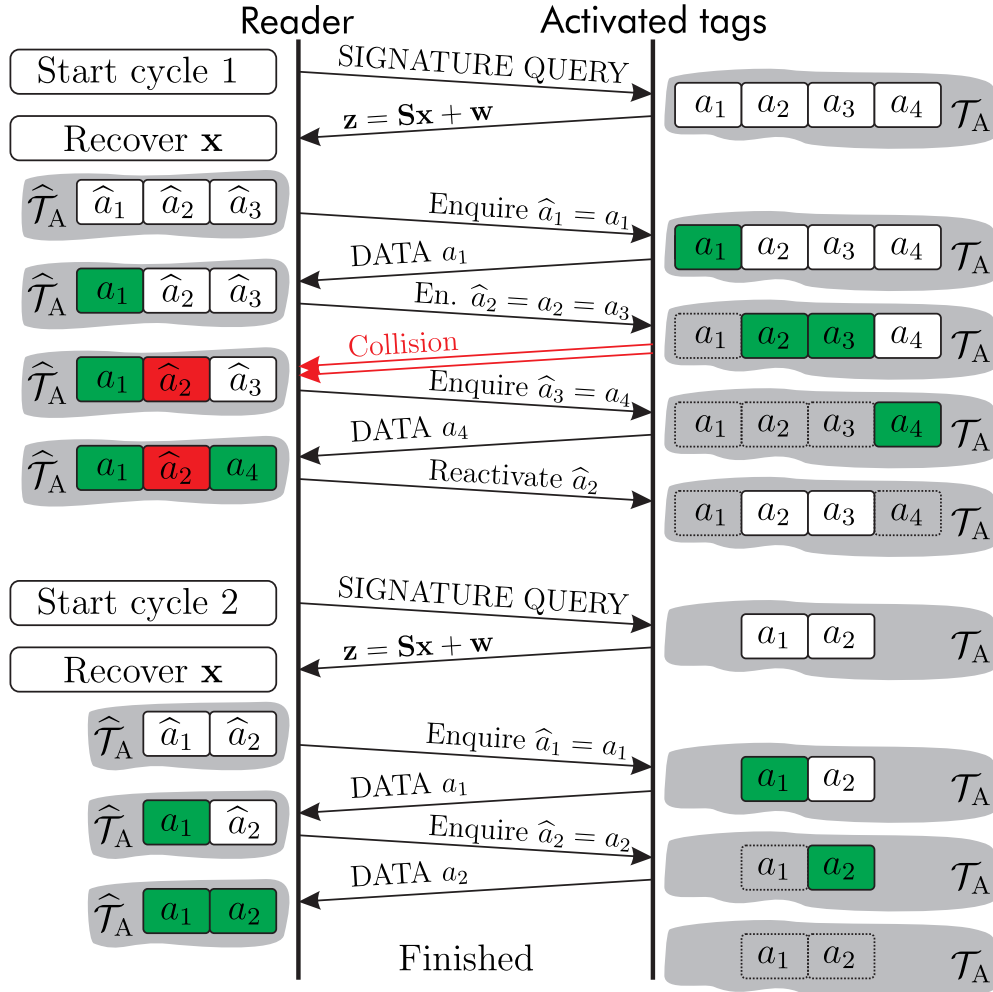 Reader
Activated tags
Start cycle 1
SIGNATURE QUERY
a₁ a₂ a₃ a₄ 𝒯_A
z = Sx + w
Recover x
𝒯̂_A â₁ â₂ â₃
Enquire â₁ = a₁
a₁ a₂ a₃ a₄ 𝒯_A
DATA a₁
𝒯̂_A a₁ â₂ â₃
En. â₂ = a₂ = a₃
a₁ a₂ a₃ a₄ 𝒯_A
Collision
𝒯̂_A a₁ â₂ â₃
Enquire â₃ = a₄
a₁ a₂ a₃ a₄ 𝒯_A
DATA a₄
𝒯̂_A a₁ â₂ a₄
Reactivate â₂
a₁ a₂ a₃ a₄ 𝒯_A
Start cycle 2
SIGNATURE QUERY
a₁ a₂ 𝒯_A
z = Sx + w
Recover x
𝒯̂_A â₁ â₂
Enquire â₁ = a₁
a₁ a₂ 𝒯_A
DATA a₁
𝒯̂_A a₁ â₂
Enquire â₂ = a₂
a₁ a₂ 𝒯_A
DATA a₂
𝒯̂_A a₁ a₂
Finished
a₁ a₂ 𝒯_A